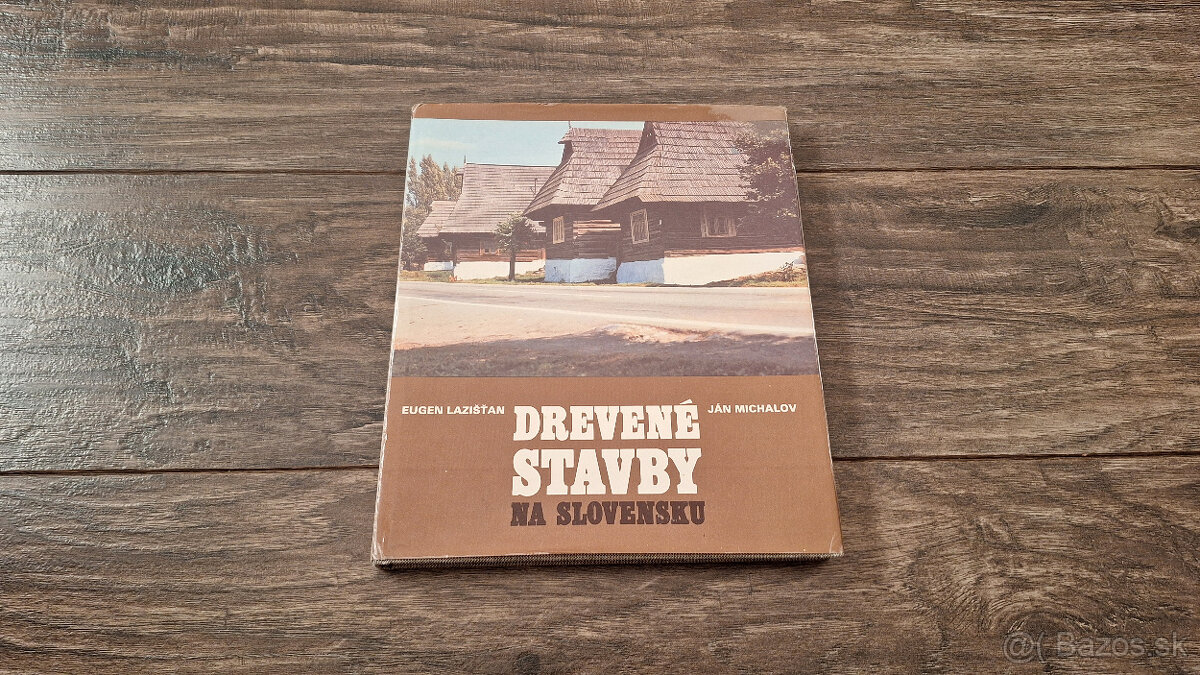 EUGEN LAZIŠŤAN
JÁN MICHALOV
DREVENÉ
STAVBY
NA SLOVENSKU
@( Bazos.sk